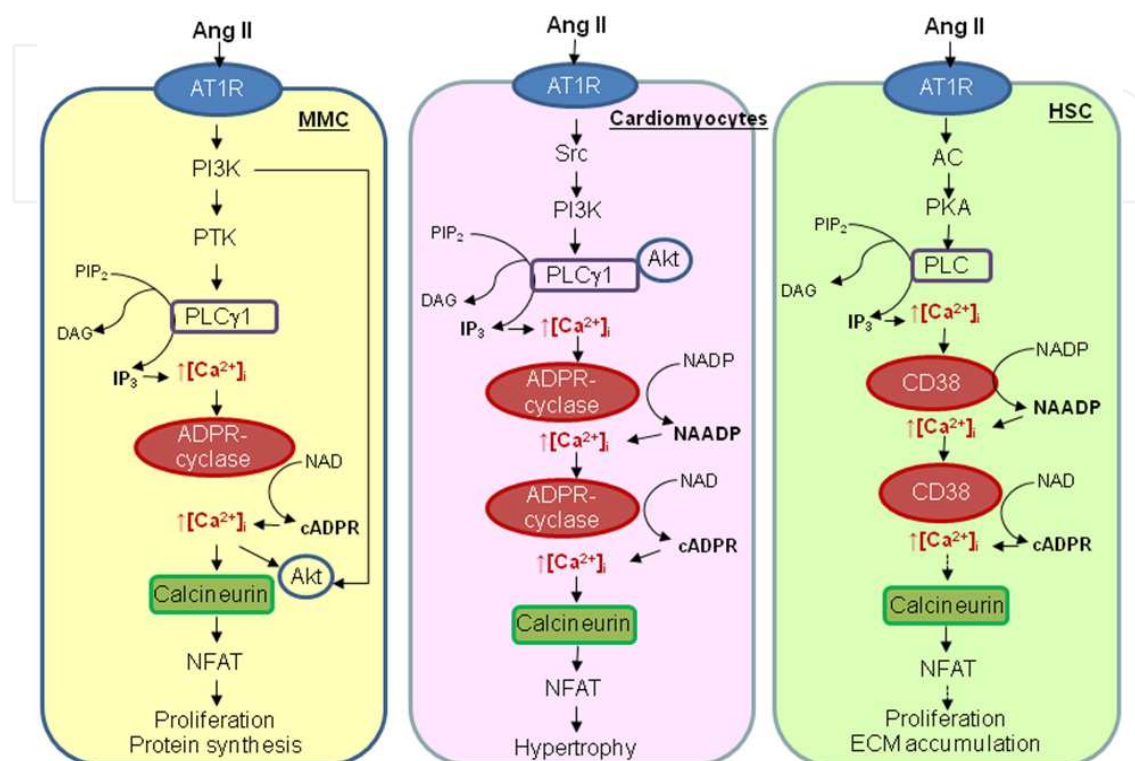 Ang II
AT1R
MMC
PI3K
PTK
PIP₂
PLCγ1
DAG
IP₃
↑[Ca²⁺]ᵢ
ADPR-
cyclase
NAD
↑[Ca²⁺]ᵢ
cADPR
Akt
Calcineurin
NFAT
Proliferation
Protein synthesis
Ang II
AT1R
Cardiomyocytes
Src
PI3K
PIP₂
Akt
PLCγ1
DAG
IP₃
↑[Ca²⁺]ᵢ
NADP
ADPR-
cyclase
NAADP
↑[Ca²⁺]ᵢ
NAD
ADPR-
cyclase
cADPR
↑[Ca²⁺]ᵢ
Calcineurin
NFAT
Hypertrophy
Ang II
AT1R
HSC
AC
PKA
PIP₂
PLC
DAG
IP₃
↑[Ca²⁺]ᵢ
NADP
CD38
NAADP
↑[Ca²⁺]ᵢ
NAD
CD38
↑[Ca²⁺]ᵢ
cADPR
Calcineurin
NFAT
Proliferation
ECM accumulation